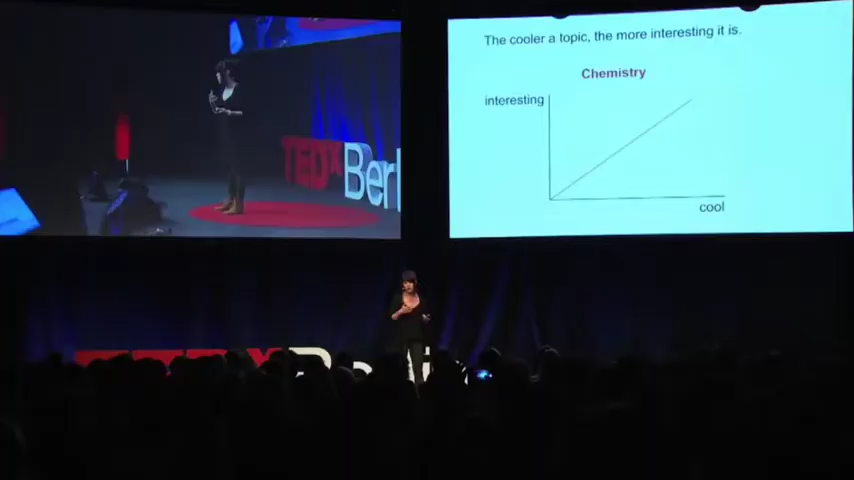 The cooler a topic, the more interesting it is.
Chemistry
interesting
cool
TEDxBerl